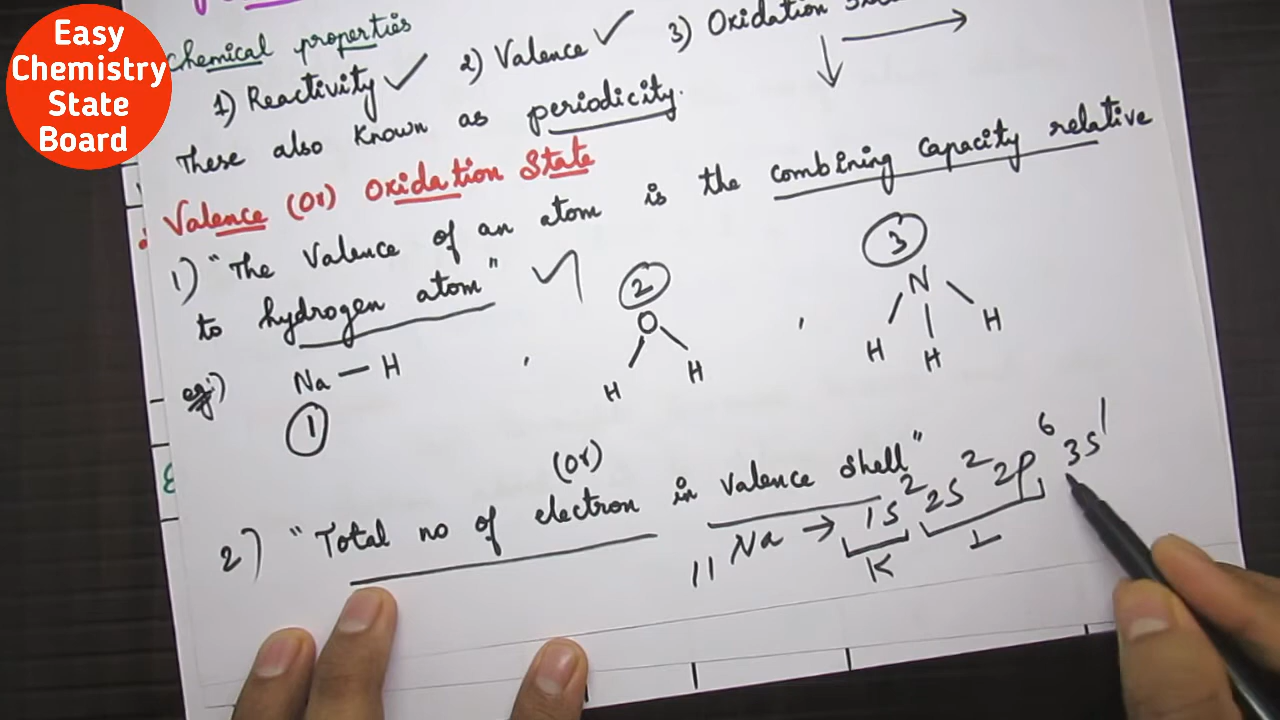 Easy
Chemistry
State
Board
chemical properties
1) Reactivity ✓ 2) Valence ✓ 3) Oxidation
These also known as periodicity.
Valence (Or) Oxidation State
1) "The Valence of an atom is the combining capacity relative
to hydrogen atom"
eg:) Na — H , O H H , N H H H
1 2 3
(Or)
2) "Total no of electron in valence shell"
11 Na → 1s² 2s² 2p⁶ 3s¹
K L